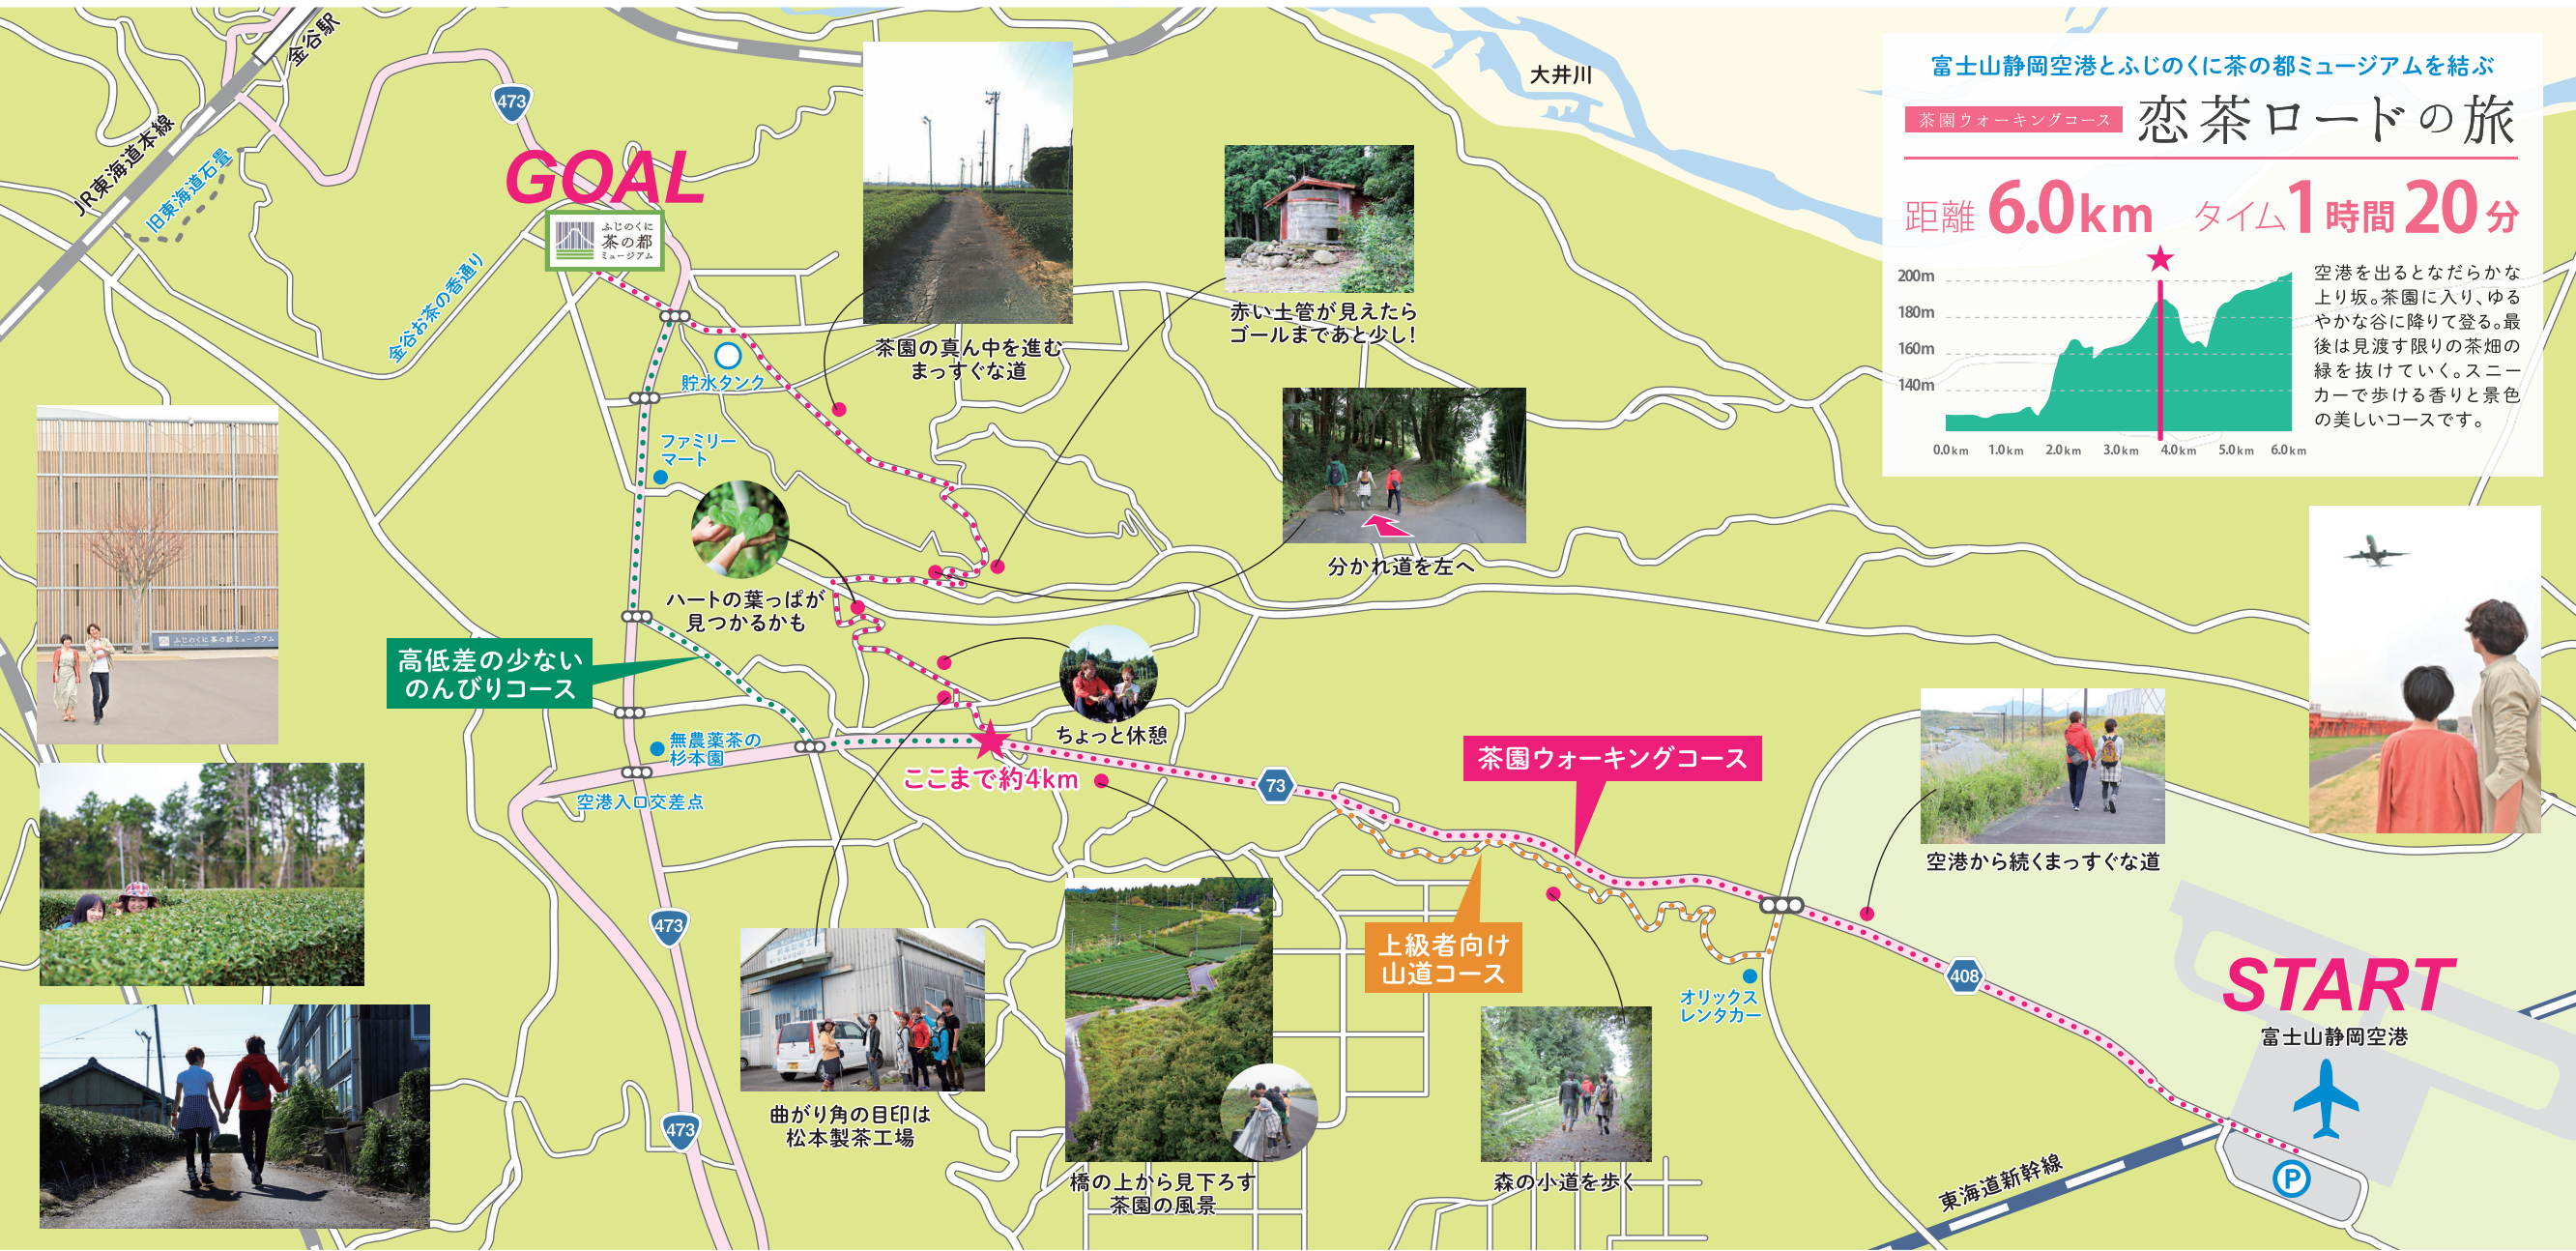 富士山静岡空港とふじのくに茶の都ミュージアムを結ぶ
茶園ウォーキングコース
恋茶ロードの旅
距離 6.0km タイム1時間20分
200m
180m
160m
140m
0.0km 1.0km 2.0km 3.0km 4.0km 5.0km 6.0km
空港を出るとなだらかな
上り坂。茶園に入り、ゆる
やかな谷に降りて登る。最
後は見渡す限りの茶畑の
緑を抜けていく。スニー
カーで歩ける香りと景色
の美しいコースです。
金谷駅
JR東海道本線
旧東海道石畳
473
GOAL
ふじのくに
茶の都
ミュージアム
金谷お茶の香通り
大井川
茶園の真ん中を進む
まっすぐな道
赤い土管が見えたら
ゴールまであと少し!
貯水タンク
ファミリー
マート
分かれ道を左へ
ハートの葉っぱが
見つかるかも
ふじのくに茶の都ミュージアム
高低差の少ない
のんびりコース
ちょっと休憩
無農薬茶の
杉本園
空港入口交差点
ここまで約4km
73
茶園ウォーキングコース
空港から続くまっすぐな道
473
上級者向け
山道コース
オリックス
レンタカー
408
START
富士山静岡空港
473
曲がり角の目印は
松本製茶工場
橋の上から見下ろす
茶園の風景
森の小道を歩く
東海道新幹線
P